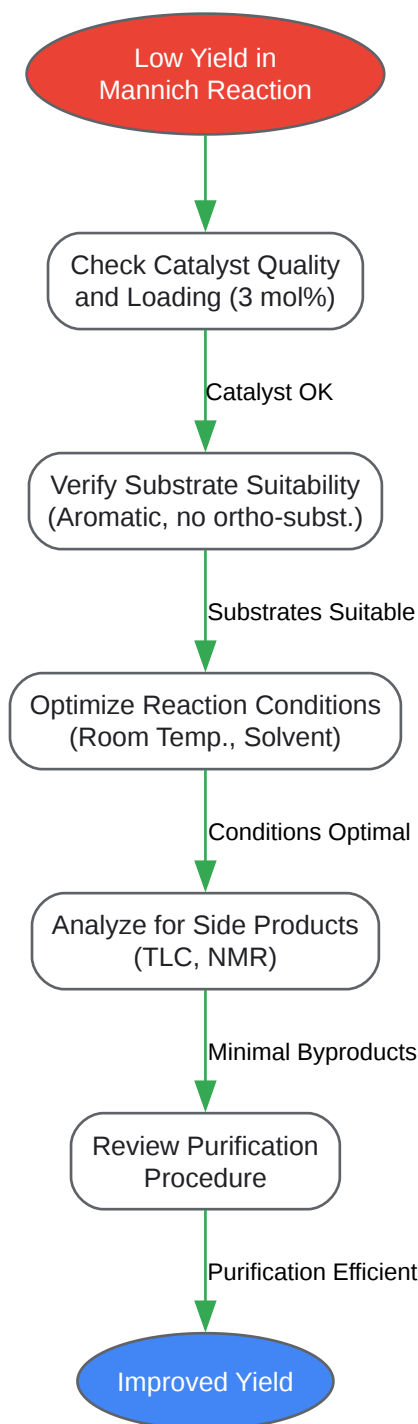 Low Yield in
Mannich Reaction
Check Catalyst Quality
and Loading (3 mol%)
Catalyst OK
Verify Substrate Suitability
(Aromatic, no ortho-subst.)
Substrates Suitable
Optimize Reaction Conditions
(Room Temp., Solvent)
Conditions Optimal
Analyze for Side Products
(TLC, NMR)
Minimal Byproducts
Review Purification
Procedure
Purification Efficient
Improved Yield